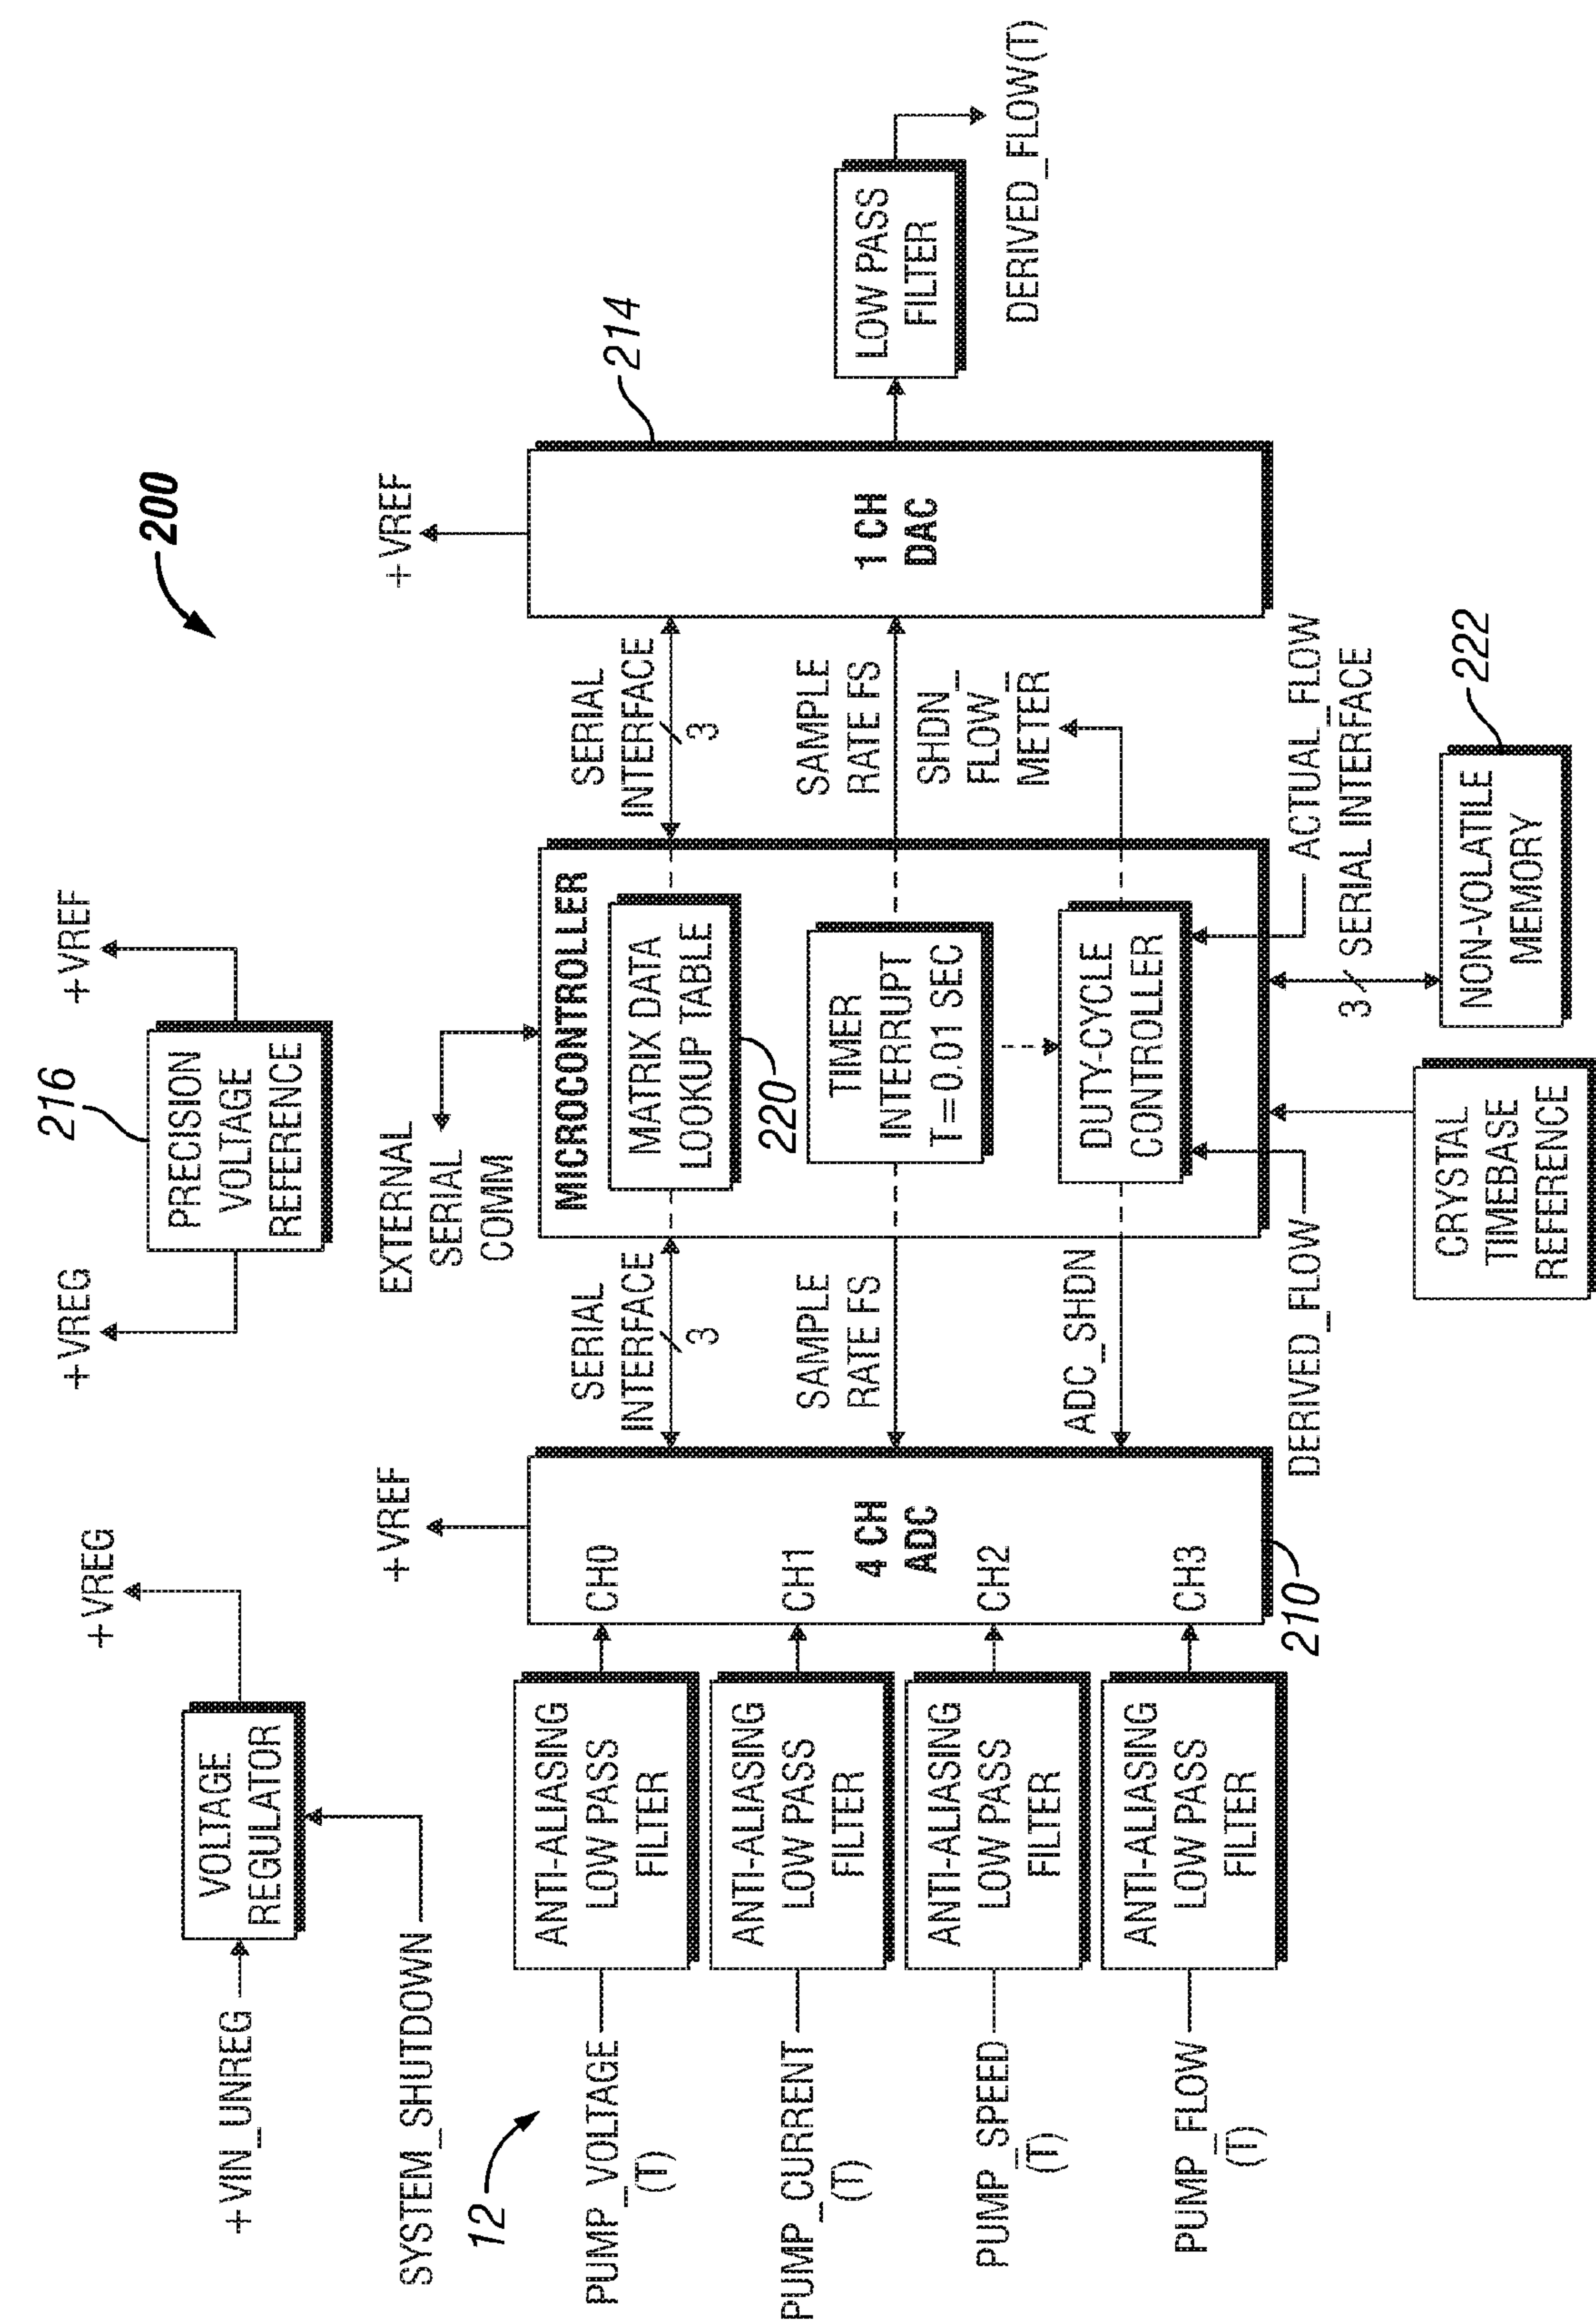 200
+VIN_UNREG
VOLTAGE
REGULATOR
+VREG
SYSTEM_SHUTDOWN
+VREG
216
PRECISION
VOLTAGE
REFERENCE
+VREF
12
PUMP_VOLTAGE
(T)
ANTI-ALIASING
LOW PASS
FILTER
PUMP_CURRENT
(T)
ANTI-ALIASING
LOW PASS
FILTER
PUMP_SPEED
(T)
ANTI-ALIASING
LOW PASS
FILTER
PUMP_FLOW
(T)
ANTI-ALIASING
LOW PASS
FILTER
+VREF
CH0
CH1
4 CH
ADC
CH2
CH3
210
SERIAL
INTERFACE
3
SAMPLE
RATE FS
ADC_SHDN
EXTERNAL
SERIAL
COMM
MICROCONTROLLER
MATRIX DATA
LOOKUP TABLE
220
TIMER
INTERRUPT
T=0.01 SEC
DUTY-CYCLE
CONTROLLER
DERIVED_FLOW
ACTUAL_FLOW
3
SERIAL INTERFACE
CRYSTAL
TIMEBASE
REFERENCE
NON-VOLATILE
MEMORY
222
SERIAL
INTERFACE
3
SAMPLE
RATE FS
SHDN_
FLOW_
METER
+VREF
1 CH
DAC
214
LOW PASS
FILTER
DERIVED_FLOW(T)